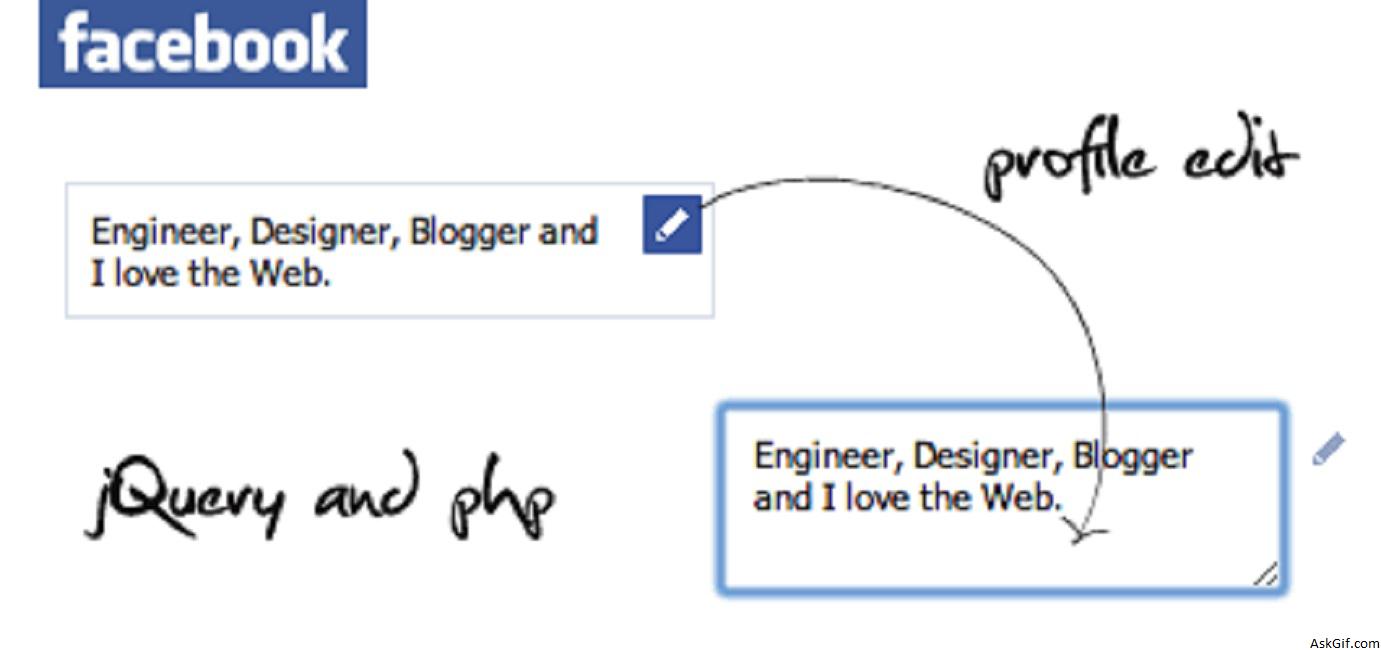 facebook
profile edit
Engineer, Designer, Blogger and
I love the Web.
jQuery and php
Engineer, Designer, Blogger
and I love the Web.
AskGif.com